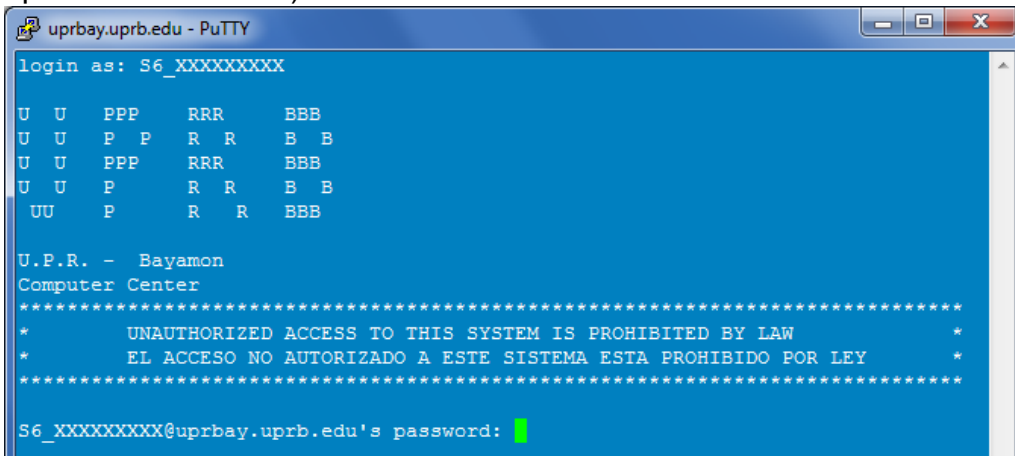 uprbay.uprb.edu - PuTTY
login as: S6_XXXXXXXXX
U  U   PPP    RRR     BBB
U  U   P  P   R  R    B  B
U  U   PPP    RRR     BBB
U  U   P      R  R    B  B
 UU    P      R   R   BBB
U.P.R. -  Bayamon
Computer Center
******************************************************************************
*        UNAUTHORIZED ACCESS TO THIS SYSTEM IS PROHIBITED BY LAW             *
*        EL ACCESO NO AUTORIZADO A ESTE SISTEMA ESTA PROHIBIDO POR LEY       *
******************************************************************************
S6_XXXXXXXXX@uprbay.uprb.edu's password: